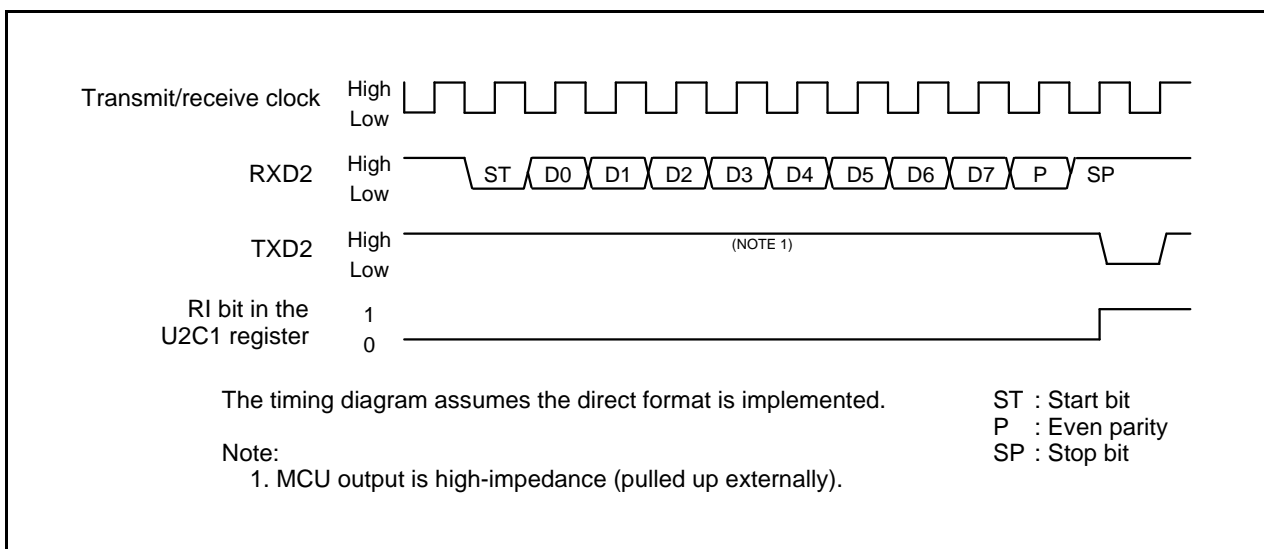 Transmit/receive clock High
Low
RXD2 High
Low
ST D0 D1 D2 D3 D4 D5 D6 D7 P SP
TXD2 High
Low
(NOTE 1)
RI bit in the
U2C1 register
1
0
The timing diagram assumes the direct format is implemented.
Note:
1. MCU output is high-impedance (pulled up externally).
ST : Start bit
P : Even parity
SP : Stop bit